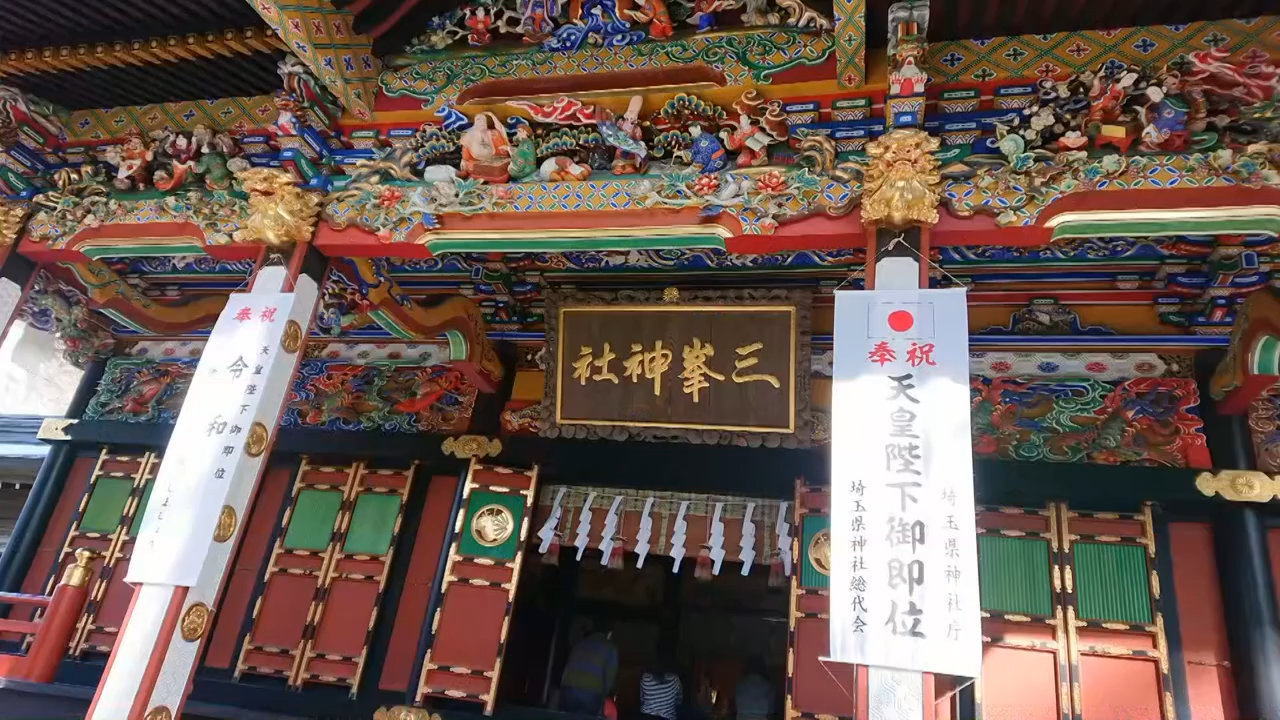 三峯神社
奉祝
天皇陛下御即位
埼玉県神社庁
埼玉県神社総代会
奉祝
天皇陛下御即位
令和